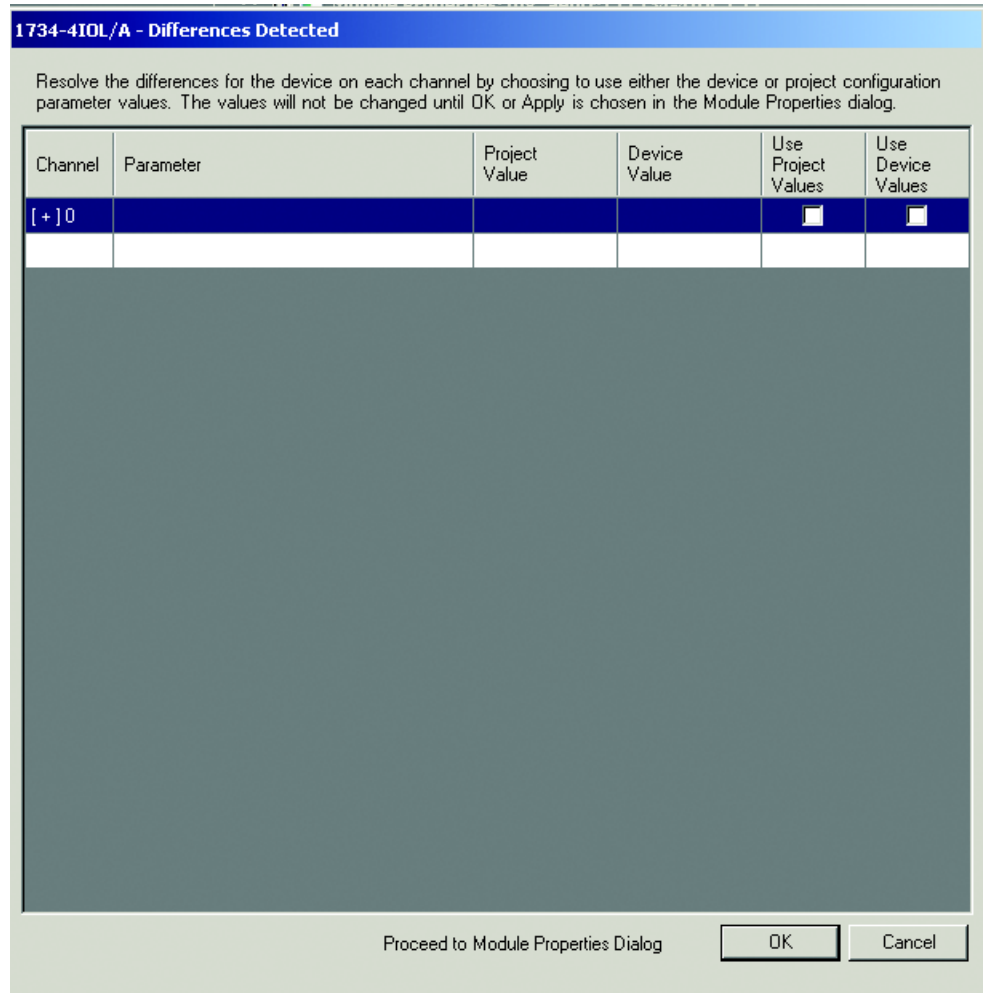 1734-4IOL/A - Differences Detected
Resolve the differences for the device on each channel by choosing to use either the device or project configuration
parameter values. The values will not be changed until OK or Apply is chosen in the Module Properties dialog.
Channel Parameter Project Value Device Value Use Project Values Use Device Values
[+]0
Proceed to Module Properties Dialog OK Cancel